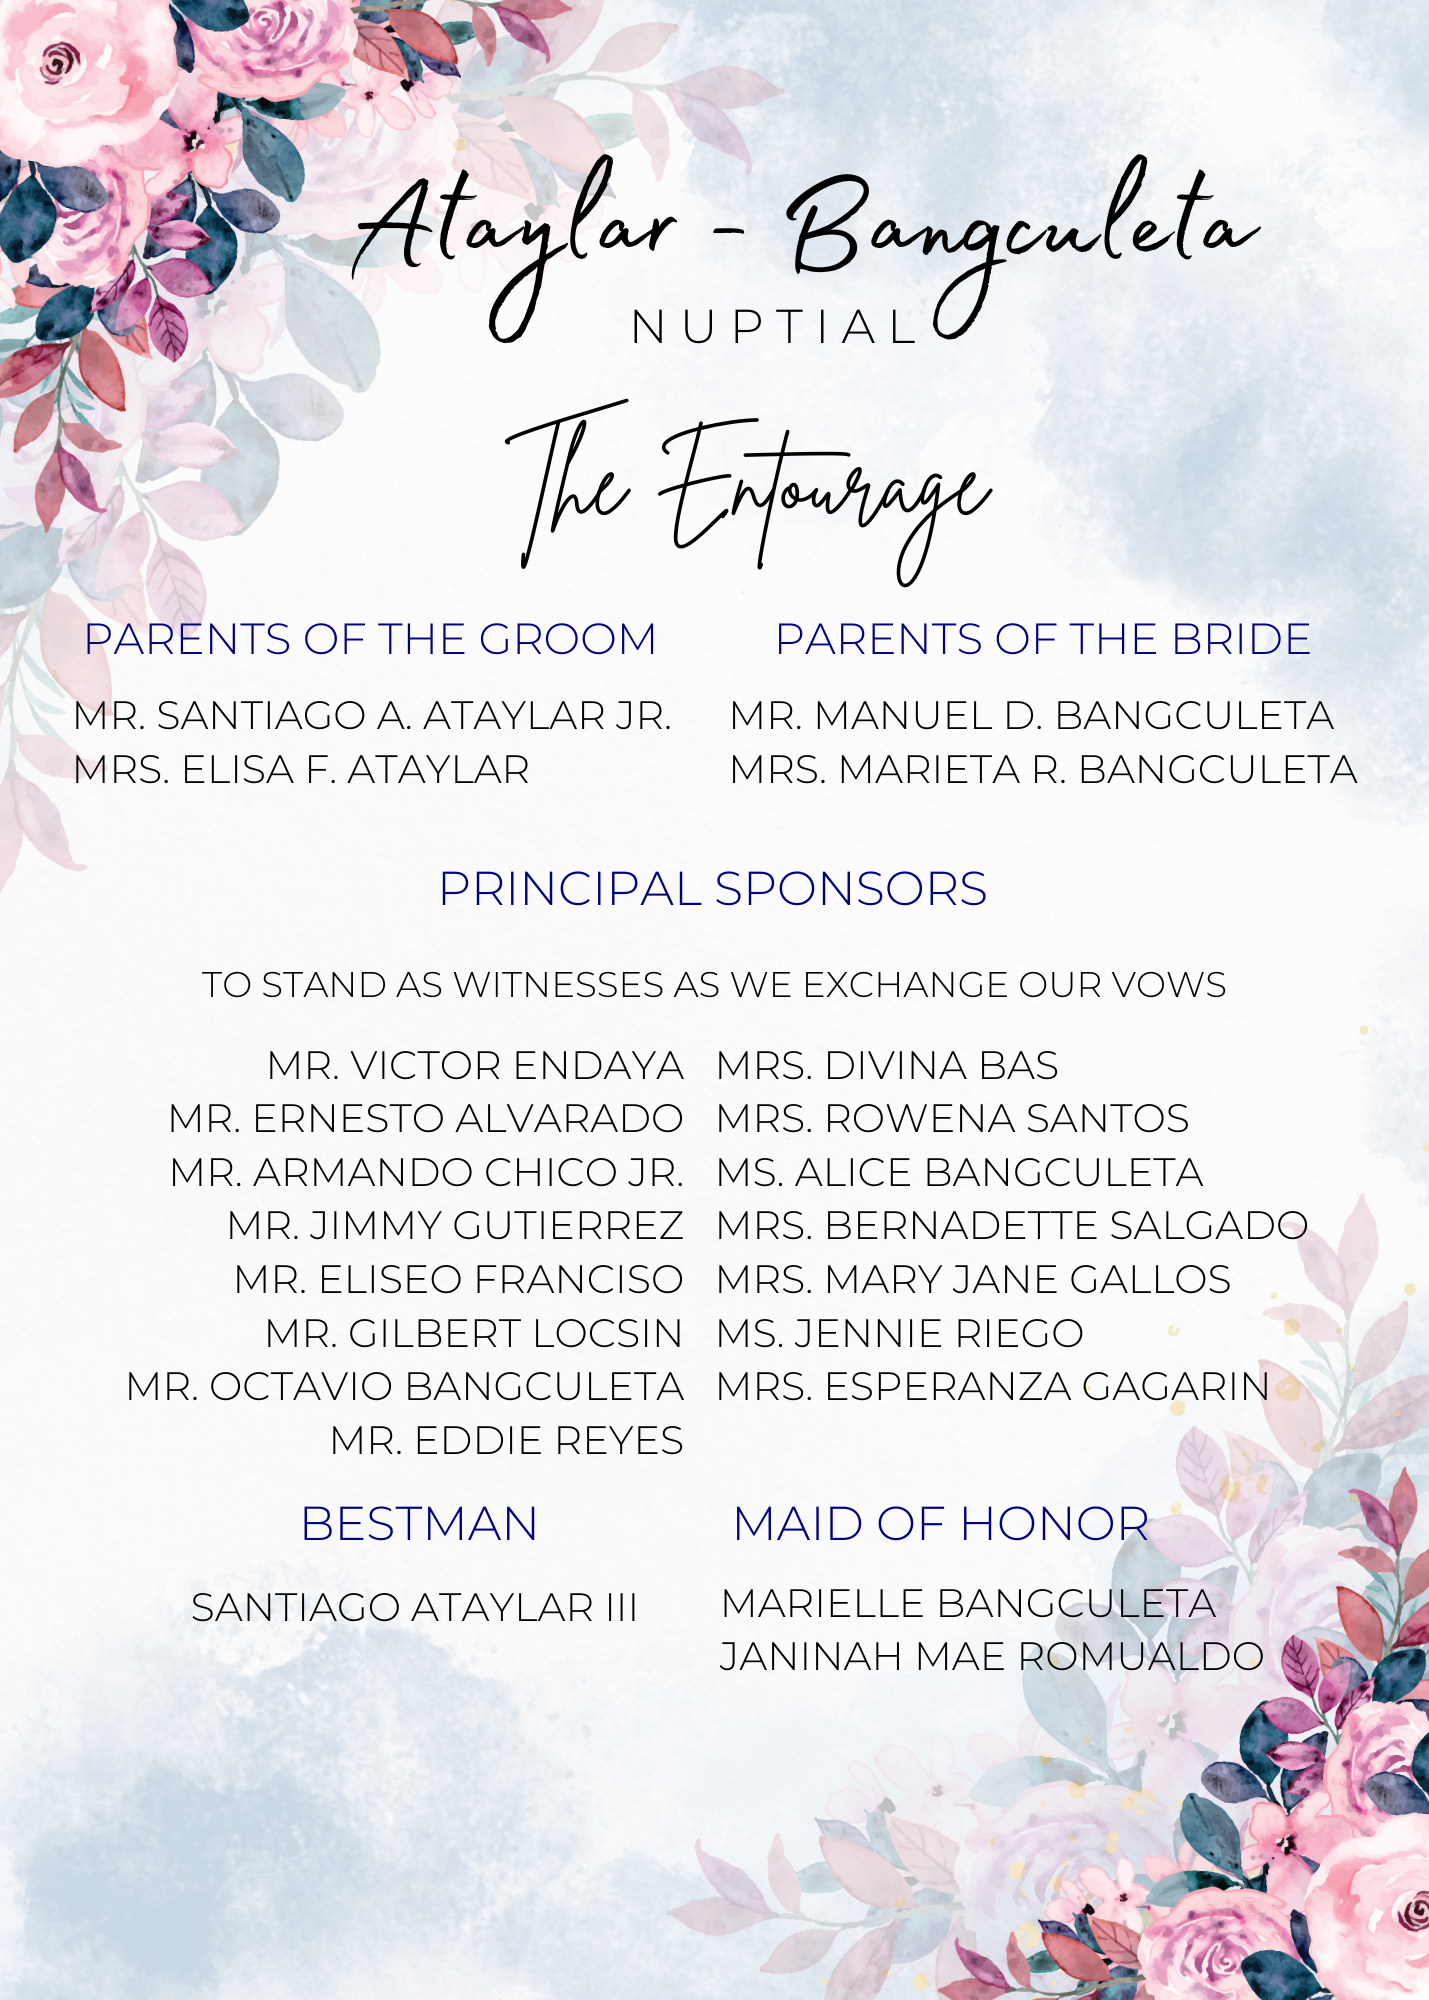 Ataylar - Bangculeta
NUPTIAL
The Entourage
PARENTS OF THE GROOM
MR. SANTIAGO A. ATAYLAR JR.
MRS. ELISA F. ATAYLAR
PARENTS OF THE BRIDE
MR. MANUEL D. BANGCULETA
MRS. MARIETA R. BANGCULETA
PRINCIPAL SPONSORS
TO STAND AS WITNESSES AS WE EXCHANGE OUR VOWS
MR. VICTOR ENDAYA
MR. ERNESTO ALVARADO
MR. ARMANDO CHICO JR.
MR. JIMMY GUTIERREZ
MR. ELISEO FRANCISO
MR. GILBERT LOCSIN
MR. OCTAVIO BANGCULETA
MR. EDDIE REYES
MRS. DIVINA BAS
MRS. ROWENA SANTOS
MS. ALICE BANGCULETA
MRS. BERNADETTE SALGADO
MRS. MARY JANE GALLOS
MS. JENNIE RIEGO
MRS. ESPERANZA GAGARIN
BESTMAN
SANTIAGO ATAYLAR III
MAID OF HONOR
MARIELLE BANGCULETA
JANINAH MAE ROMUALDO